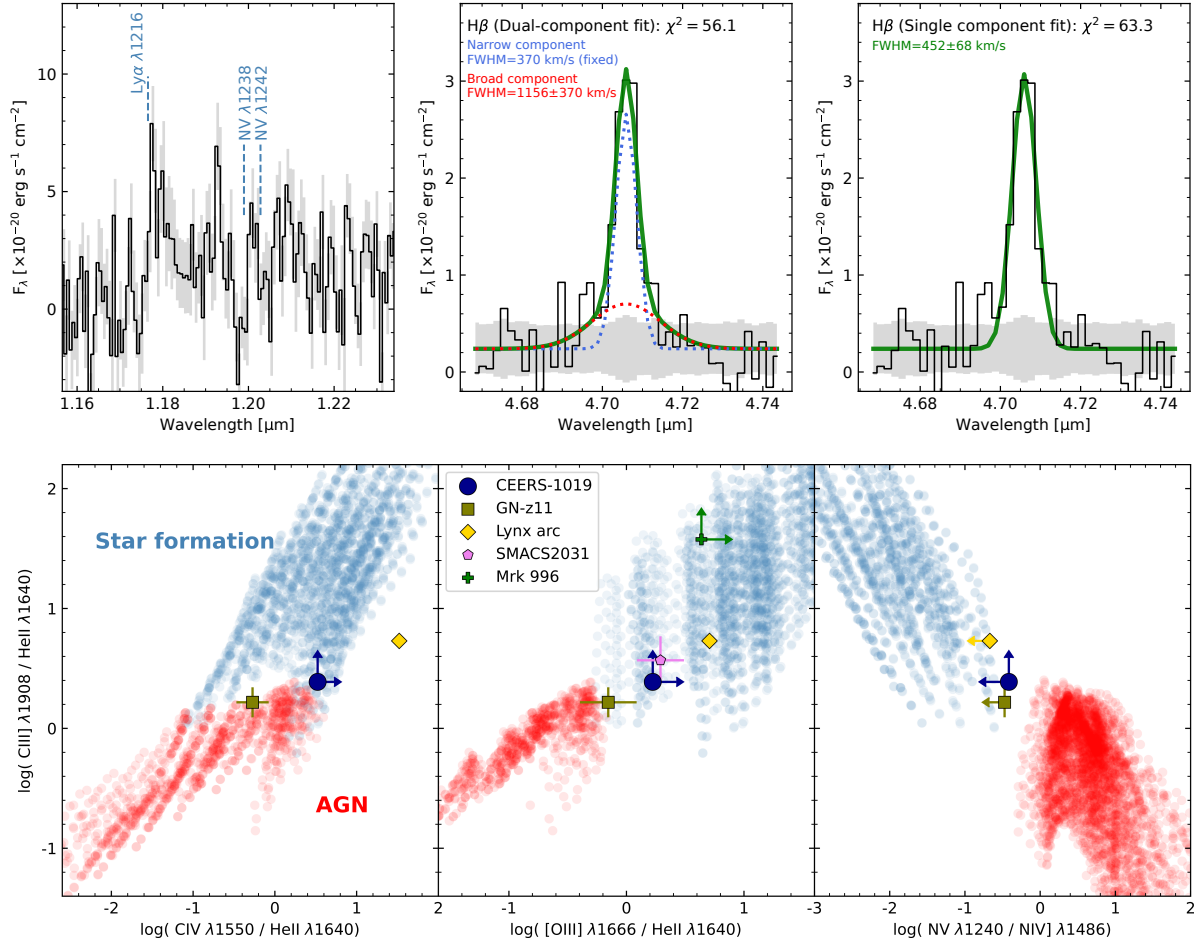 Lyα λ1216
NV λ1238
NV λ1242
10
5
0
F_λ [×10⁻²⁰ erg s⁻¹ cm⁻²]
1.16
1.18
1.20
1.22
Wavelength [μm]
Hβ (Dual-component fit): χ² = 56.1
Narrow component
FWHM=370 km/s (fixed)
Broad component
FWHM=1156±370 km/s
3
2
1
0
F_λ [×10⁻²⁰ erg s⁻¹ cm⁻²]
4.68
4.70
4.72
4.74
Wavelength [μm]
Hβ (Single component fit): χ² = 63.3
FWHM=452±68 km/s
3
2
1
0
F_λ [×10⁻²⁰ erg s⁻¹ cm⁻²]
4.68
4.70
4.72
4.74
Wavelength [μm]
Star formation
AGN
2
1
0
-1
log( CIII] λ1908 / HeII λ1640)
-2
-1
0
1
log( CIV λ1550 / HeII λ1640)
CEERS-1019
GN-z11
Lynx arc
SMACS2031
Mrk 996
-1
0
1
log( [OIII] λ1666 / HeII λ1640)
-3
-2
-1
0
1
2
log( NV λ1240 / NIV] λ1486)